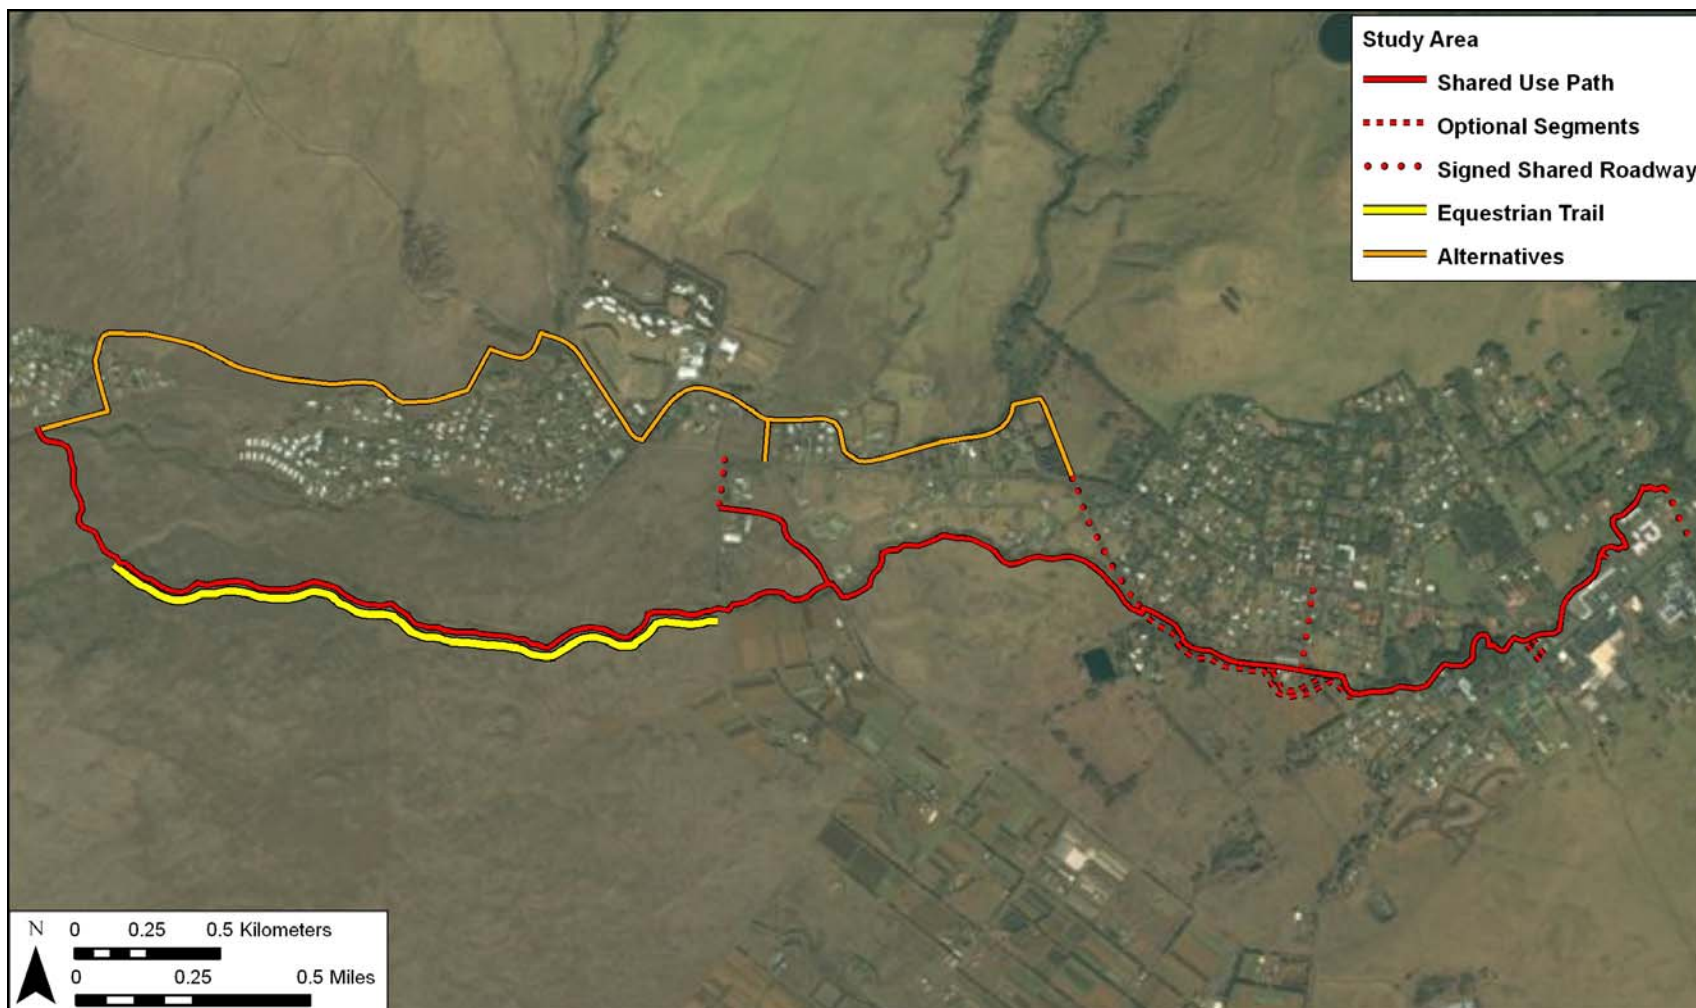 Study Area
Shared Use Path
Optional Segments
Signed Shared Roadway
Equestrian Trail
Alternatives
N
0 0.25 0.5 Kilometers
0 0.25 0.5 Miles